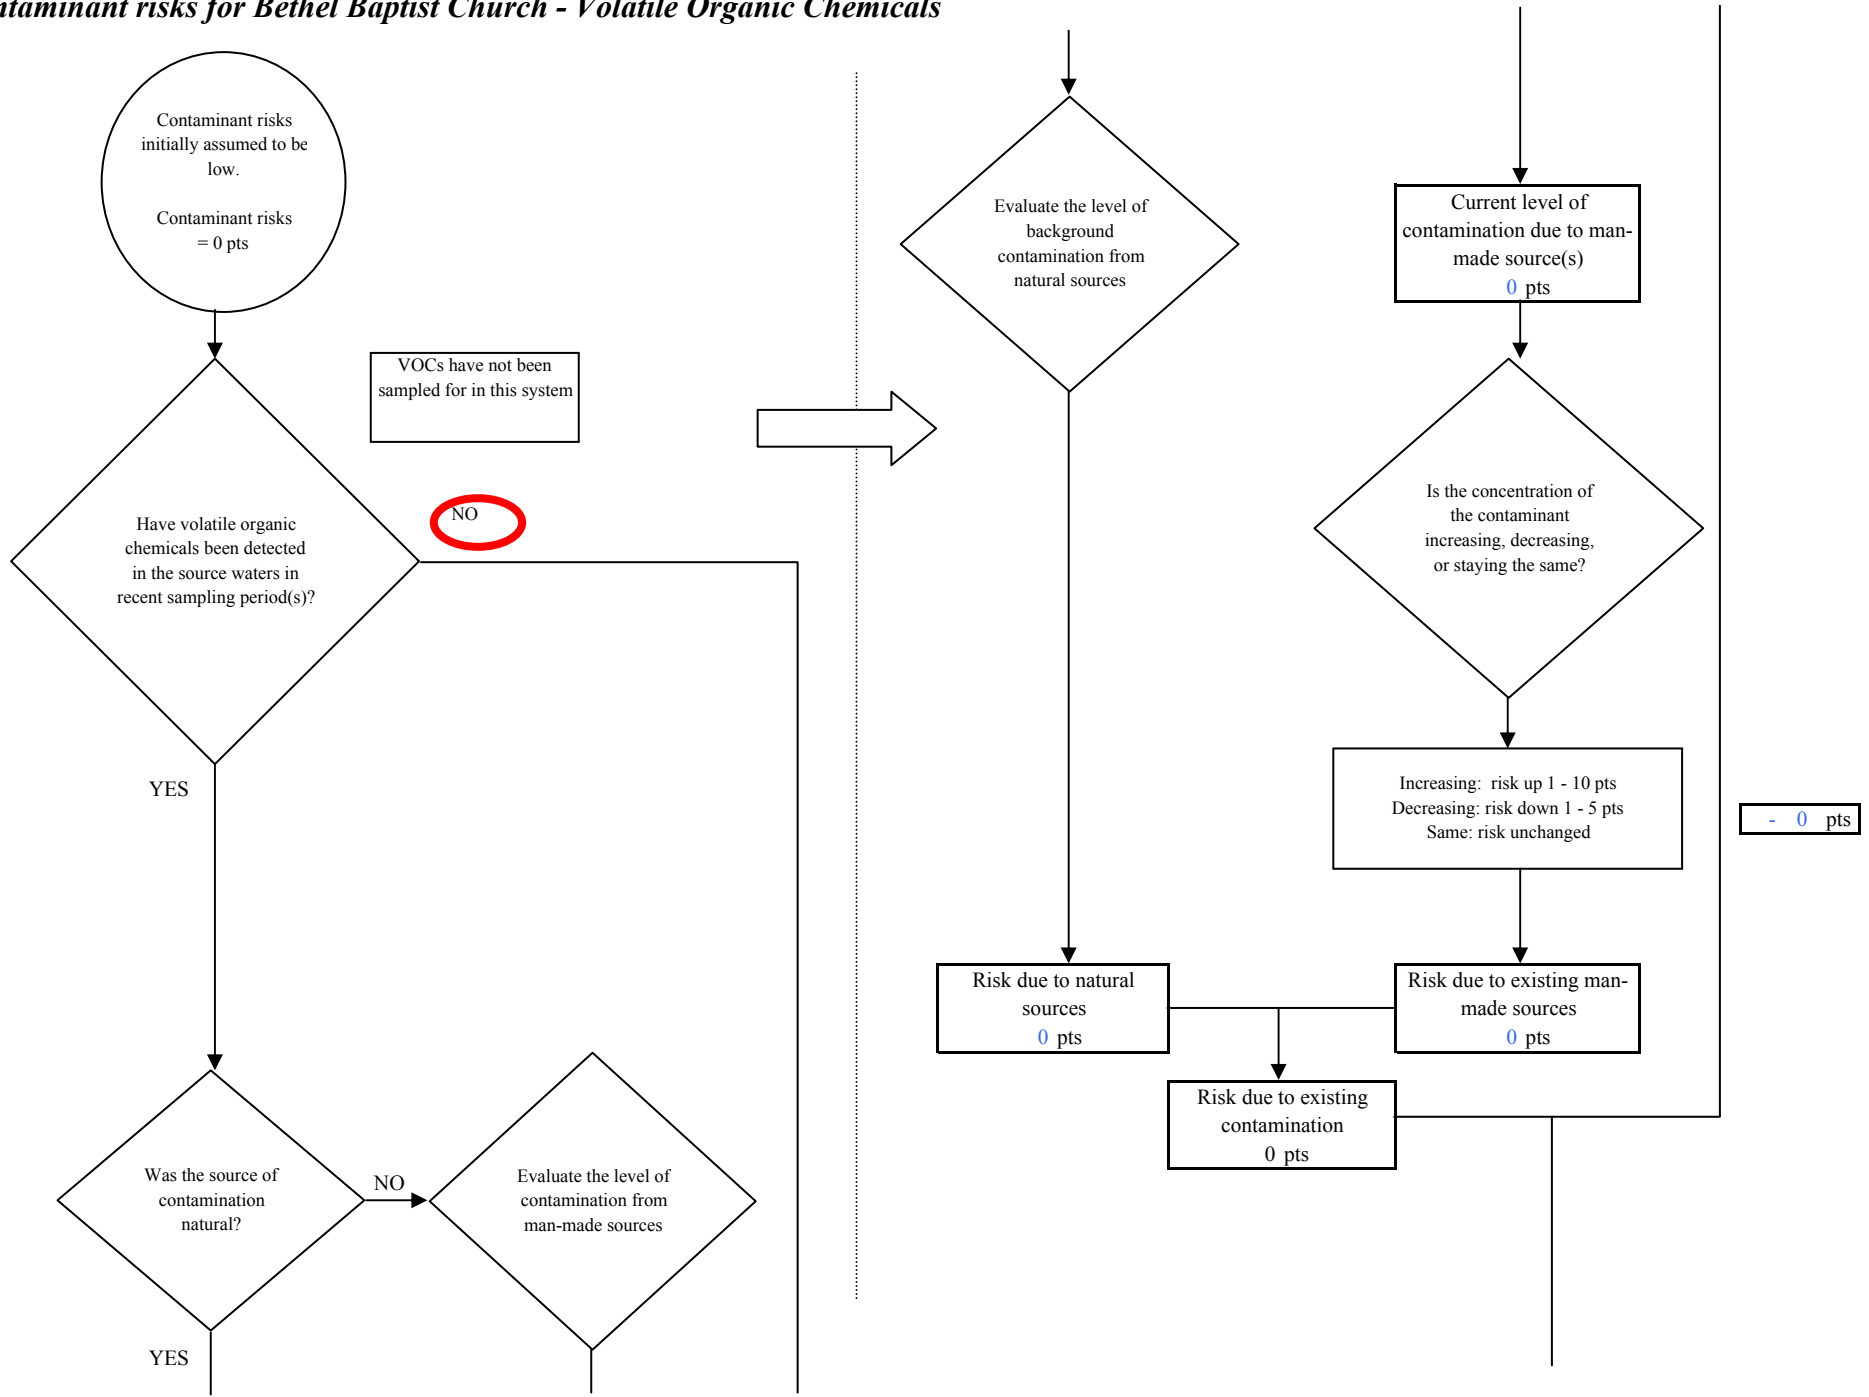 ntaminant risks for Bethel Baptist Church - Volatile Organic Chemicals
Contaminant risks
initially assumed to be
low.
Contaminant risks
= 0 pts
VOCs have not been
sampled for in this system
NO
Have volatile organic
chemicals been detected
in the source waters in
recent sampling period(s)?
YES
Was the source of
contamination
natural?
NO
Evaluate the level of
contamination from
man-made sources
YES
Evaluate the level of
background
contamination from
natural sources
Current level of
contamination due to man-
made source(s)
0 pts
Is the concentration of
the contaminant
increasing, decreasing,
or staying the same?
Increasing: risk up 1 - 10 pts
Decreasing: risk down 1 - 5 pts
Same: risk unchanged
- 0 pts
Risk due to natural
sources
0 pts
Risk due to existing man-
made sources
0 pts
Risk due to existing
contamination
0 pts